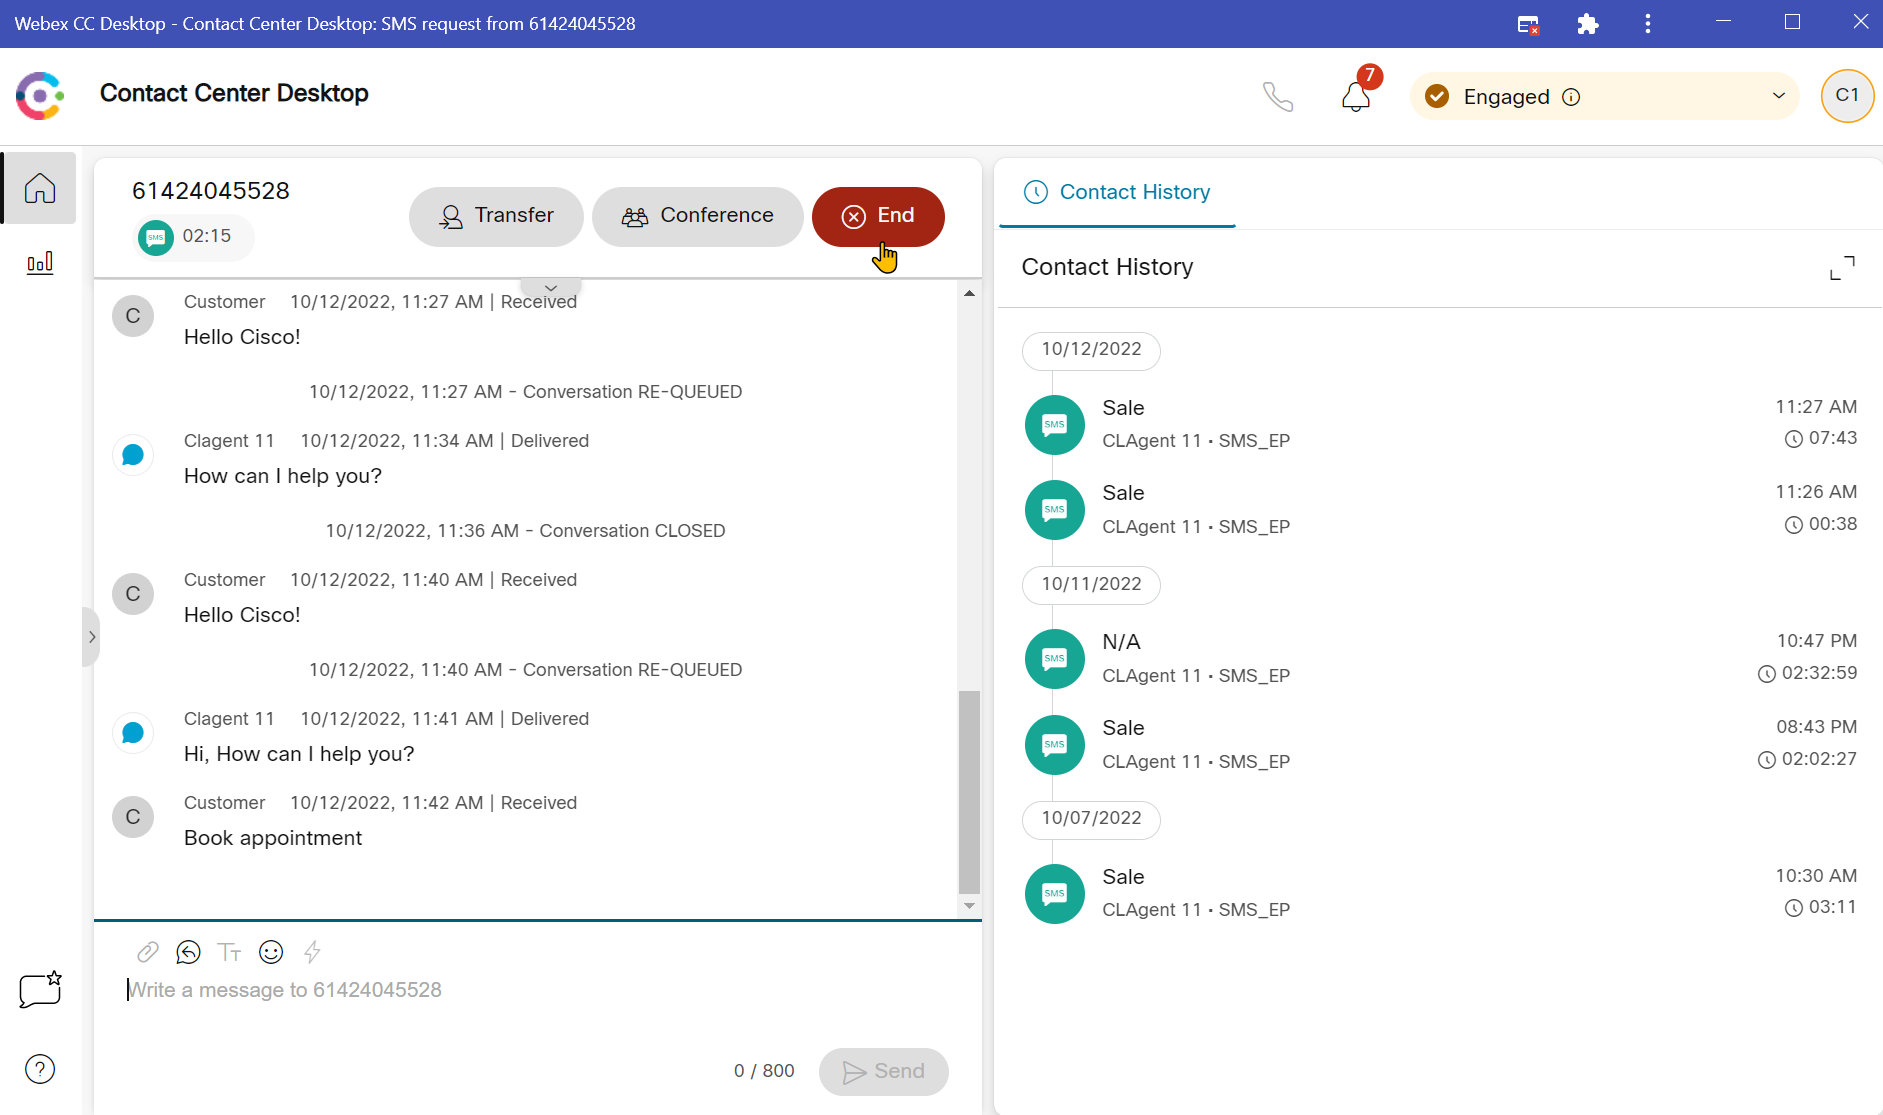 Webex CC Desktop - Contact Center Desktop: SMS request from 61424045528
Contact Center Desktop
7
Engaged
C1
61424045528
SMS 02:15
Transfer
Conference
End
Customer 10/12/2022, 11:27 AM | Received
C
Hello Cisco!
10/12/2022, 11:27 AM - Conversation RE-QUEUED
Clagent 11 10/12/2022, 11:34 AM | Delivered
How can I help you?
10/12/2022, 11:36 AM - Conversation CLOSED
Customer 10/12/2022, 11:40 AM | Received
C
Hello Cisco!
10/12/2022, 11:40 AM - Conversation RE-QUEUED
Clagent 11 10/12/2022, 11:41 AM | Delivered
Hi, How can I help you?
Customer 10/12/2022, 11:42 AM | Received
C
Book appointment
Tт
Write a message to 61424045528
0 / 800
Send
?
Contact History
Contact History
10/12/2022
SMS
Sale 11:27 AM
CLAgent 11 • SMS_EP 07:43
SMS
Sale 11:26 AM
CLAgent 11 • SMS_EP 00:38
10/11/2022
SMS
N/A 10:47 PM
CLAgent 11 • SMS_EP 02:32:59
SMS
Sale 08:43 PM
CLAgent 11 • SMS_EP 02:02:27
10/07/2022
SMS
Sale 10:30 AM
CLAgent 11 • SMS_EP 03:11